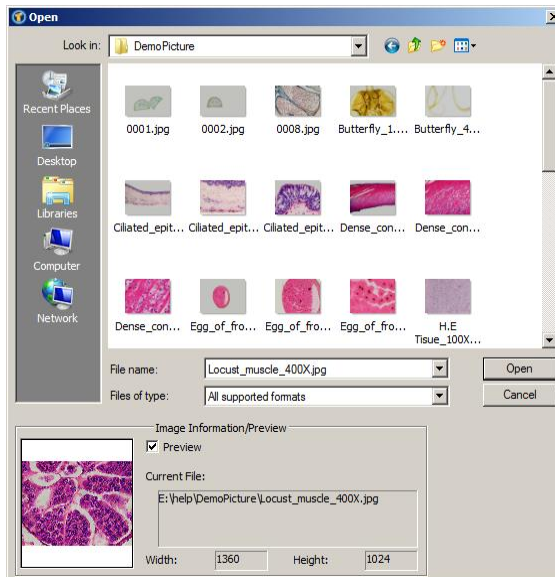 Open
Look in:
DemoPicture
Recent Places
Desktop
Libraries
Computer
Network
0001.jpg
0002.jpg
0008.jpg
Butterfly_1....
Butterfly_4...
Ciliated_epit...
Ciliated_epit...
Ciliated_epit...
Dense_con...
Dense_con...
Dense_con...
Egg_of_fro...
Egg_of_fro...
Egg_of_fro...
H.E
Tisue_100X...
File name:
Locust_muscle_400X.jpg
Open
Files of type:
All supported formats
Cancel
Image Information/Preview
Preview
Current File:
E:\help\DemoPicture\Locust_muscle_400X.jpg
Width:
1360
Height:
1024